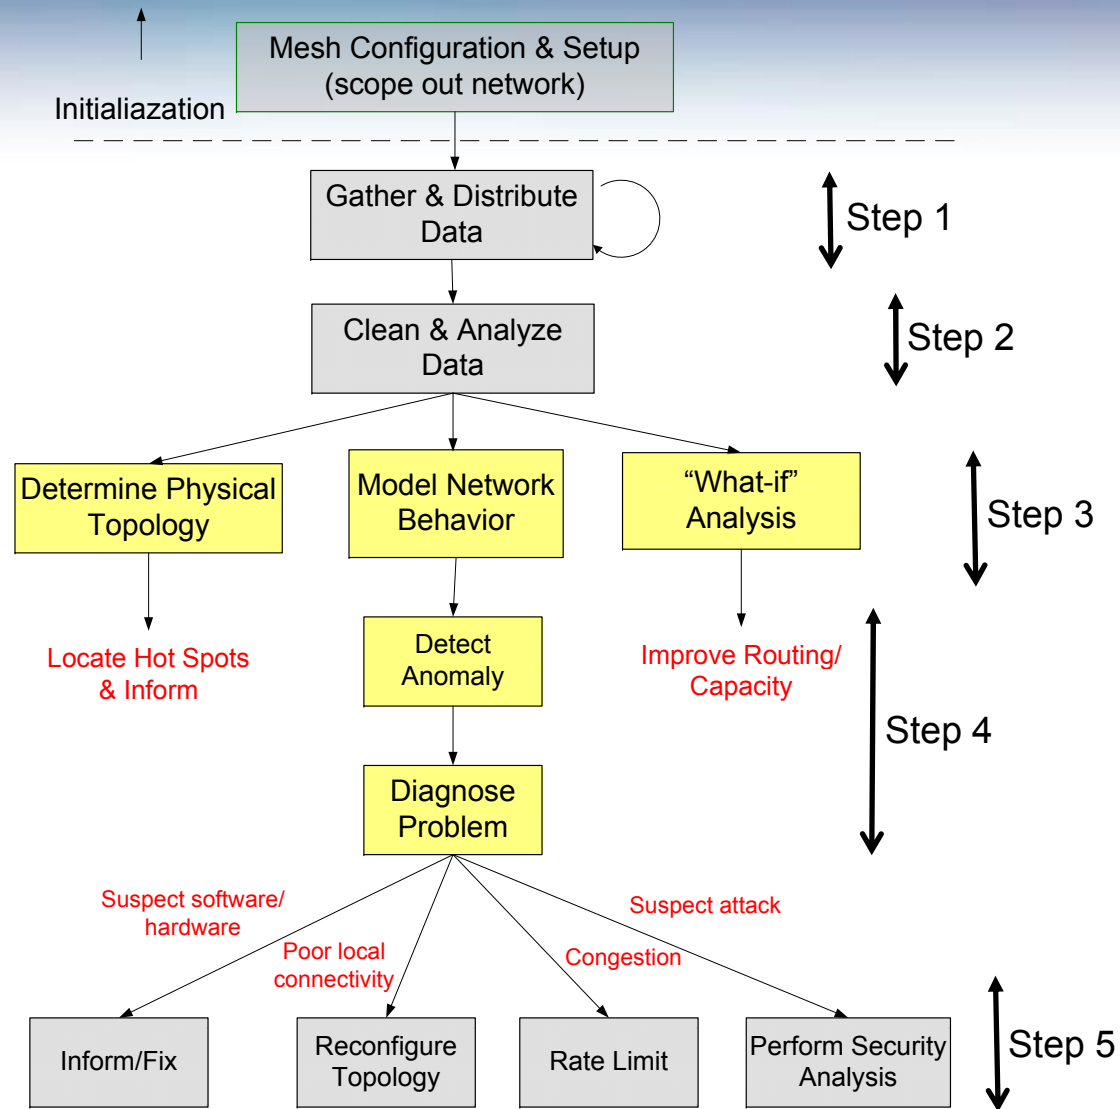 Mesh Configuration & Setup
(scope out network)
Initialiazation
Gather & Distribute
Data
Step 1
Clean & Analyze
Data
Step 2
Determine Physical
Topology
Model Network
Behavior
“What-if”
Analysis
Step 3
Locate Hot Spots
& Inform
Detect
Anomaly
Improve Routing/
Capacity
Step 4
Diagnose
Problem
Suspect software/
hardware
Poor local
connectivity
Congestion
Suspect attack
Inform/Fix
Reconfigure
Topology
Rate Limit
Perform Security
Analysis
Step 5